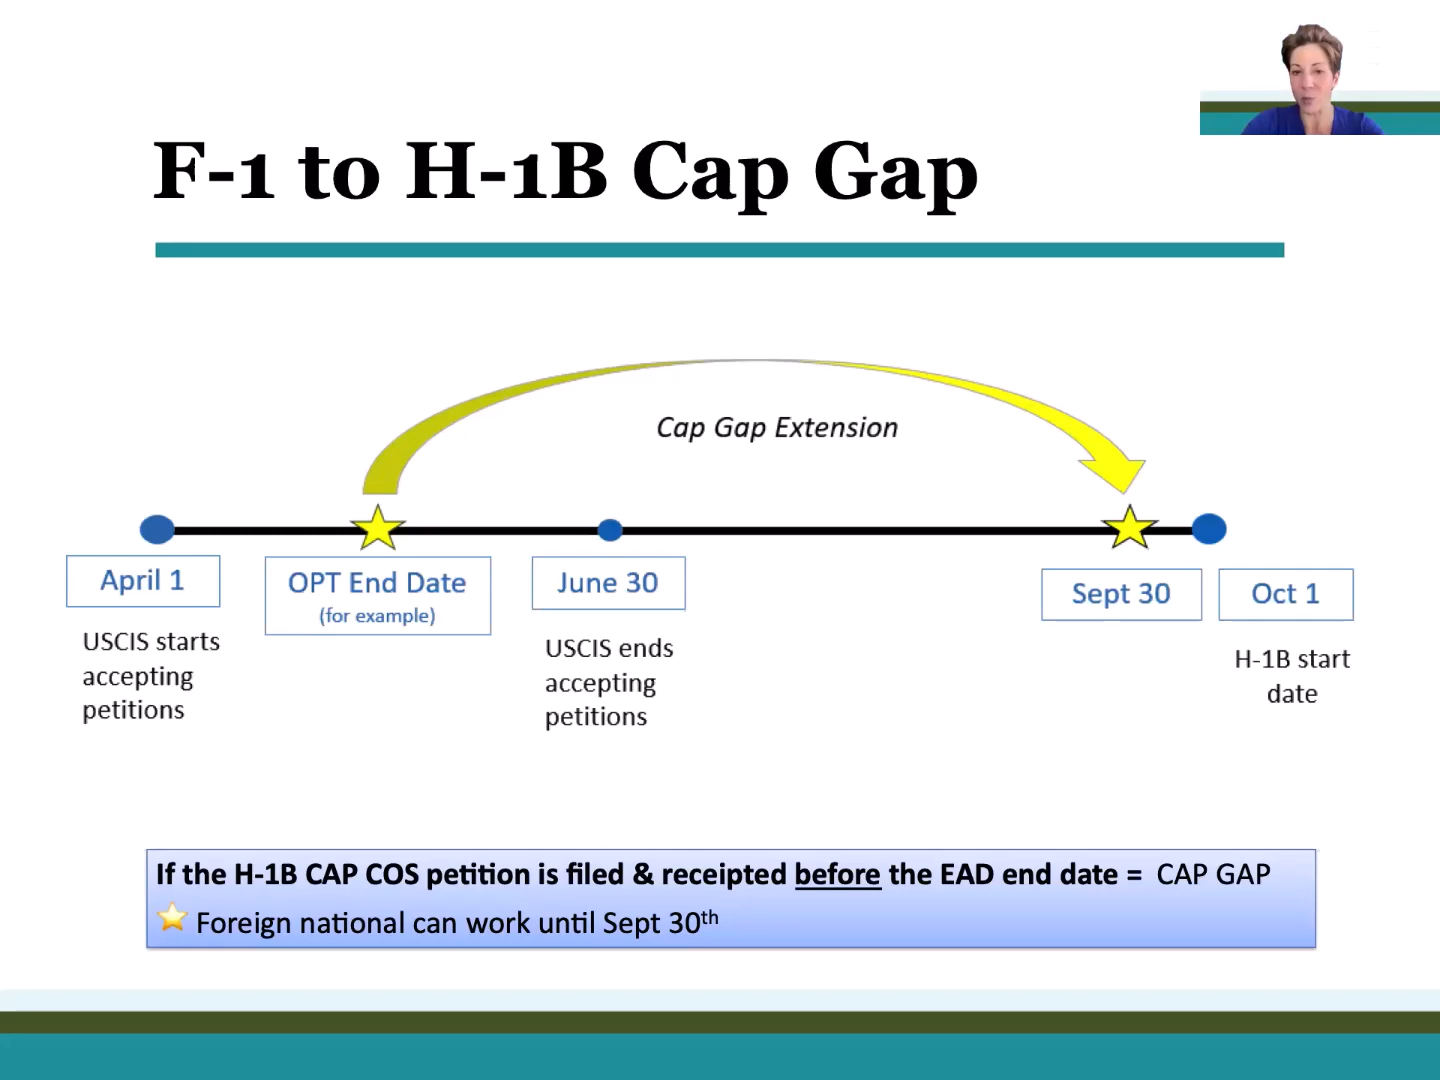 F-1 to H-1B Cap Gap
Cap Gap Extension
April 1
USCIS starts
accepting
petitions
OPT End Date
(for example)
June 30
USCIS ends
accepting
petitions
Sept 30
Oct 1
H-1B start
date
If the H-1B CAP COS petition is filed & receipted before the EAD end date = CAP GAP
Foreign national can work until Sept 30th